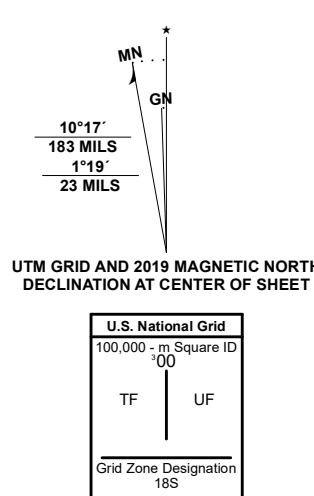 ★
MN
GN
10°17´
183 MILS
1°19´
23 MILS
UTM GRID AND 2019 MAGNETIC NORTH
DECLINATION AT CENTER OF SHEET
U.S. National Grid
100,000 - m Square ID
³00
TF UF
Grid Zone Designation
18S